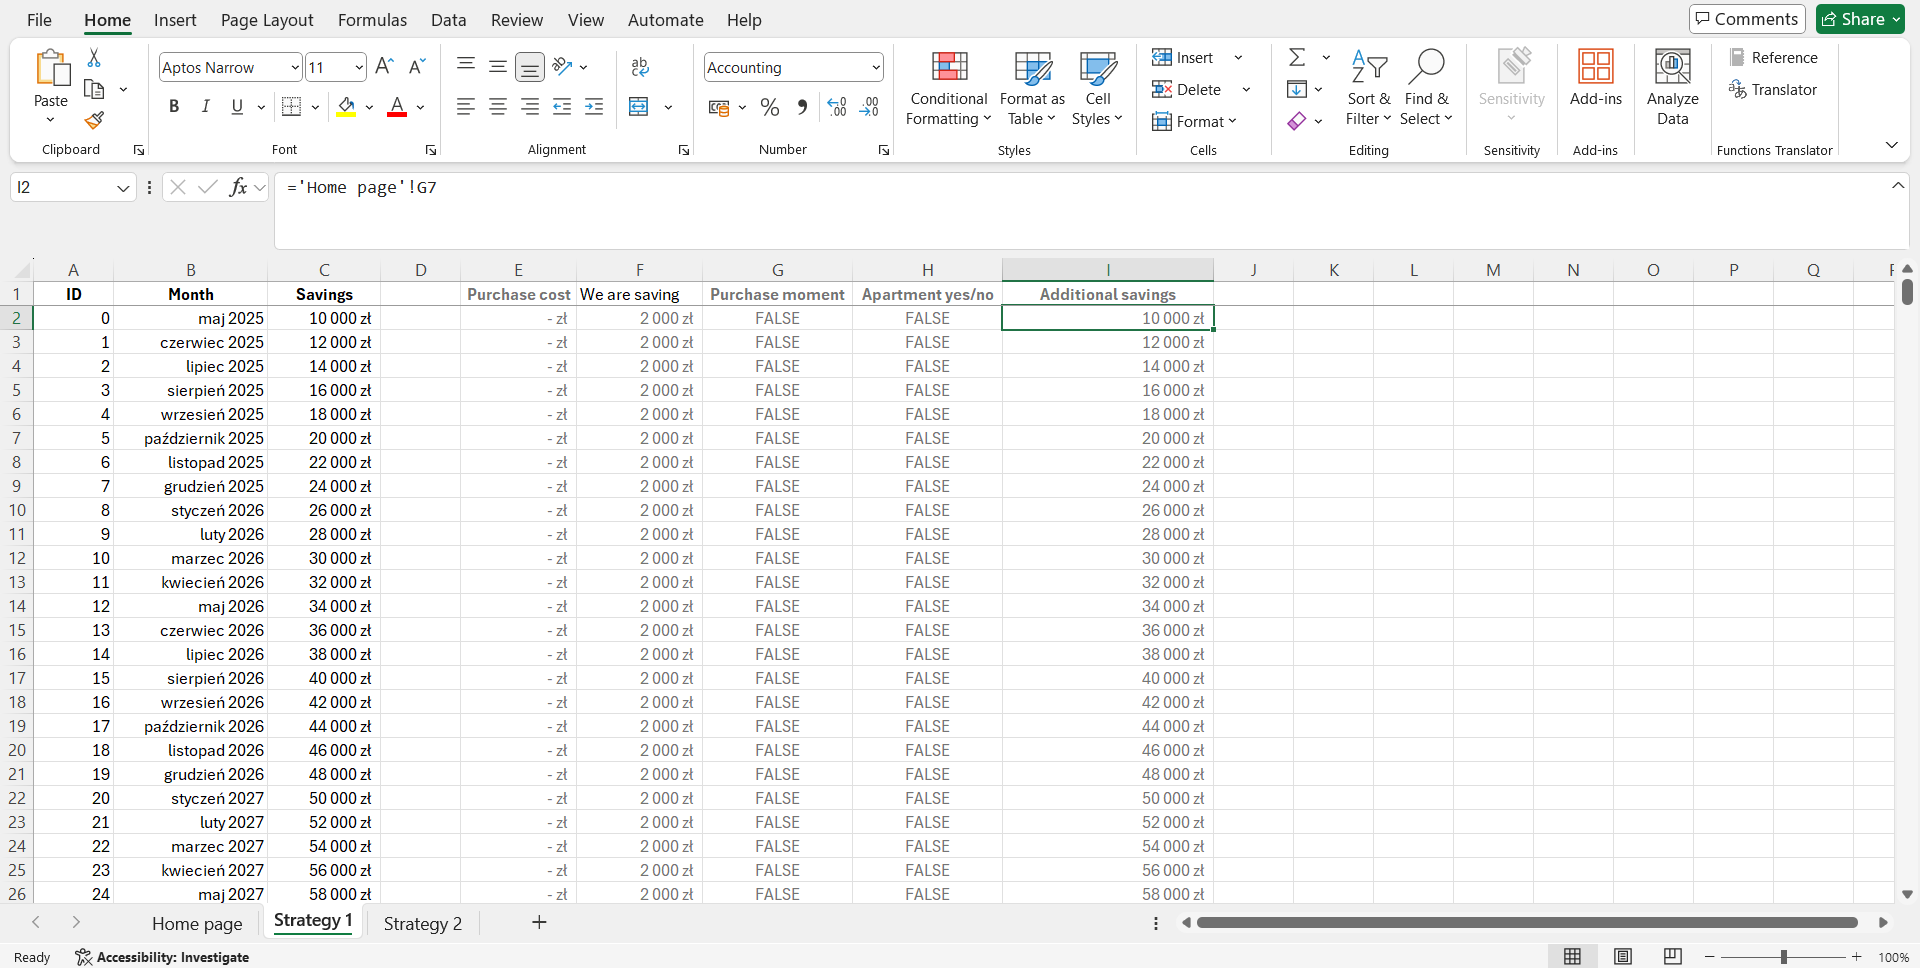 File Home Insert Page Layout Formulas Data Review View Automate Help Comments Share
Paste Aptos Narrow 11 A A B I U A ab Accounting % Conditional Formatting Format as Table Cell Styles Insert Delete Format Sort & Filter Find & Select Sensitivity Add-ins Analyze Data Reference Translator
Clipboard Font Alignment Number Styles Cells Editing Sensitivity Add-ins Functions Translator
I2 fx ='Home page'!G7
A B C D E F G H I J K L M N O P Q
1 ID Month Savings Purchase cost We are saving Purchase moment Apartment yes/no Additional savings
2 0 maj 2025 10 000 zł - zł 2 000 zł FALSE FALSE 10 000 zł
3 1 czerwiec 2025 12 000 zł - zł 2 000 zł FALSE FALSE 12 000 zł
4 2 lipiec 2025 14 000 zł - zł 2 000 zł FALSE FALSE 14 000 zł
5 3 sierpień 2025 16 000 zł - zł 2 000 zł FALSE FALSE 16 000 zł
6 4 wrzesień 2025 18 000 zł - zł 2 000 zł FALSE FALSE 18 000 zł
7 5 październik 2025 20 000 zł - zł 2 000 zł FALSE FALSE 20 000 zł
8 6 listopad 2025 22 000 zł - zł 2 000 zł FALSE FALSE 22 000 zł
9 7 grudzień 2025 24 000 zł - zł 2 000 zł FALSE FALSE 24 000 zł
10 8 styczeń 2026 26 000 zł - zł 2 000 zł FALSE FALSE 26 000 zł
11 9 luty 2026 28 000 zł - zł 2 000 zł FALSE FALSE 28 000 zł
12 10 marzec 2026 30 000 zł - zł 2 000 zł FALSE FALSE 30 000 zł
13 11 kwiecień 2026 32 000 zł - zł 2 000 zł FALSE FALSE 32 000 zł
14 12 maj 2026 34 000 zł - zł 2 000 zł FALSE FALSE 34 000 zł
15 13 czerwiec 2026 36 000 zł - zł 2 000 zł FALSE FALSE 36 000 zł
16 14 lipiec 2026 38 000 zł - zł 2 000 zł FALSE FALSE 38 000 zł
17 15 sierpień 2026 40 000 zł - zł 2 000 zł FALSE FALSE 40 000 zł
18 16 wrzesień 2026 42 000 zł - zł 2 000 zł FALSE FALSE 42 000 zł
19 17 październik 2026 44 000 zł - zł 2 000 zł FALSE FALSE 44 000 zł
20 18 listopad 2026 46 000 zł - zł 2 000 zł FALSE FALSE 46 000 zł
21 19 grudzień 2026 48 000 zł - zł 2 000 zł FALSE FALSE 48 000 zł
22 20 styczeń 2027 50 000 zł - zł 2 000 zł FALSE FALSE 50 000 zł
23 21 luty 2027 52 000 zł - zł 2 000 zł FALSE FALSE 52 000 zł
24 22 marzec 2027 54 000 zł - zł 2 000 zł FALSE FALSE 54 000 zł
25 23 kwiecień 2027 56 000 zł - zł 2 000 zł FALSE FALSE 56 000 zł
26 24 maj 2027 58 000 zł - zł 2 000 zł FALSE FALSE 58 000 zł
Home page Strategy 1 Strategy 2
Ready Accessibility: Investigate 100%